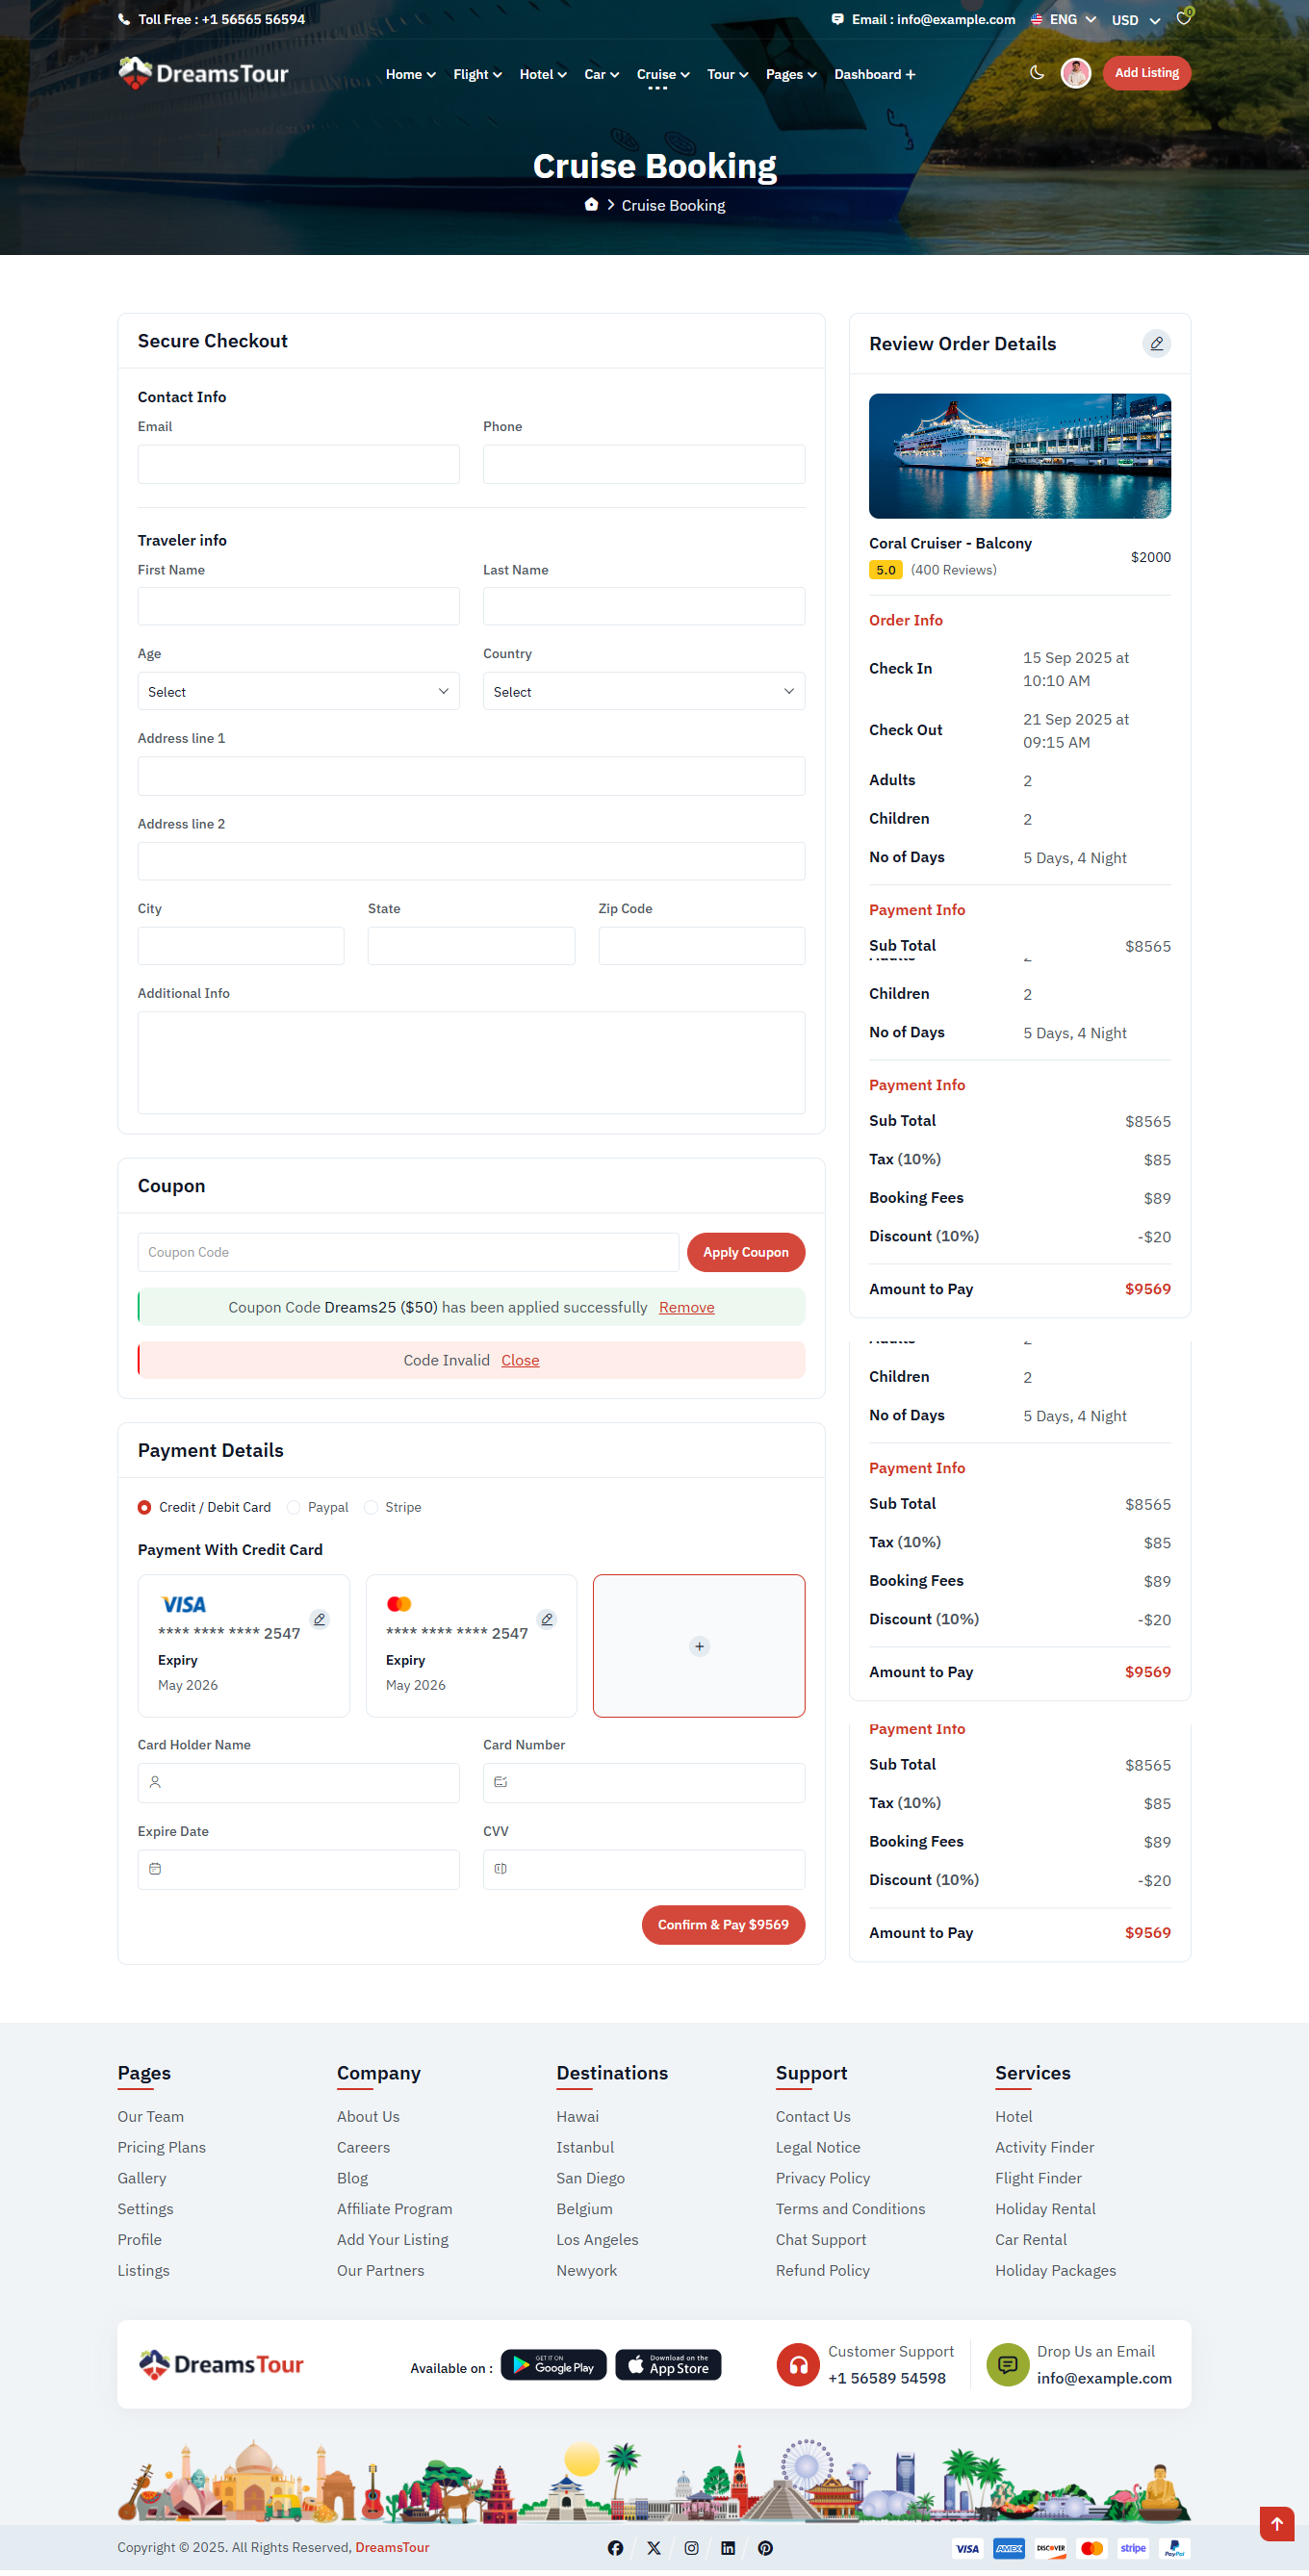 Toll Free : +1 56565 56594
Email : info@example.com
ENG
USD
0
DreamsTour
Home
Flight
Hotel
Car
Cruise
Tour
Pages
Dashboard
Add Listing
Cruise Booking
Cruise Booking
Secure Checkout
Contact Info
Email
Phone
Traveler info
First Name
Last Name
Age
Country
Select
Select
Address line 1
Address line 2
City
State
Zip Code
Additional Info
Coupon
Coupon Code
Apply Coupon
Coupon Code Dreams25 ($50) has been applied successfully Remove
Code Invalid Close
Payment Details
Credit / Debit Card
Paypal
Stripe
Payment With Credit Card
VISA
**** **** **** 2547
Expiry
May 2026
**** **** **** 2547
Expiry
May 2026
Card Holder Name
Card Number
Expire Date
CVV
Confirm & Pay $9569
Review Order Details
Coral Cruiser - Balcony
5.0 (400 Reviews)
$2000
Order Info
Check In
15 Sep 2025 at
10:10 AM
Check Out
21 Sep 2025 at
09:15 AM
Adults 2
Children 2
No of Days 5 Days, 4 Night
Payment Info
Sub Total $8565
Children 2
No of Days 5 Days, 4 Night
Payment Info
Sub Total $8565
Tax (10%) $85
Booking Fees $89
Discount (10%) -$20
Amount to Pay $9569
Children 2
No of Days 5 Days, 4 Night
Payment Info
Sub Total $8565
Tax (10%) $85
Booking Fees $89
Discount (10%) -$20
Amount to Pay $9569
Payment Info
Sub Total $8565
Tax (10%) $85
Booking Fees $89
Discount (10%) -$20
Amount to Pay $9569
Pages
Our Team
Pricing Plans
Gallery
Settings
Profile
Listings
Company
About Us
Careers
Blog
Affiliate Program
Add Your Listing
Our Partners
Destinations
Hawai
Istanbul
San Diego
Belgium
Los Angeles
Newyork
Support
Contact Us
Legal Notice
Privacy Policy
Terms and Conditions
Chat Support
Refund Policy
Services
Hotel
Activity Finder
Flight Finder
Holiday Rental
Car Rental
Holiday Packages
DreamsTour
Available on :
GET IT ON
Google Play
Download on the
App Store
Customer Support
+1 56589 54598
Drop Us an Email
info@example.com
Copyright © 2025. All Rights Reserved, DreamsTour
VISA
AMEX
DISCOVER
stripe
PayPal